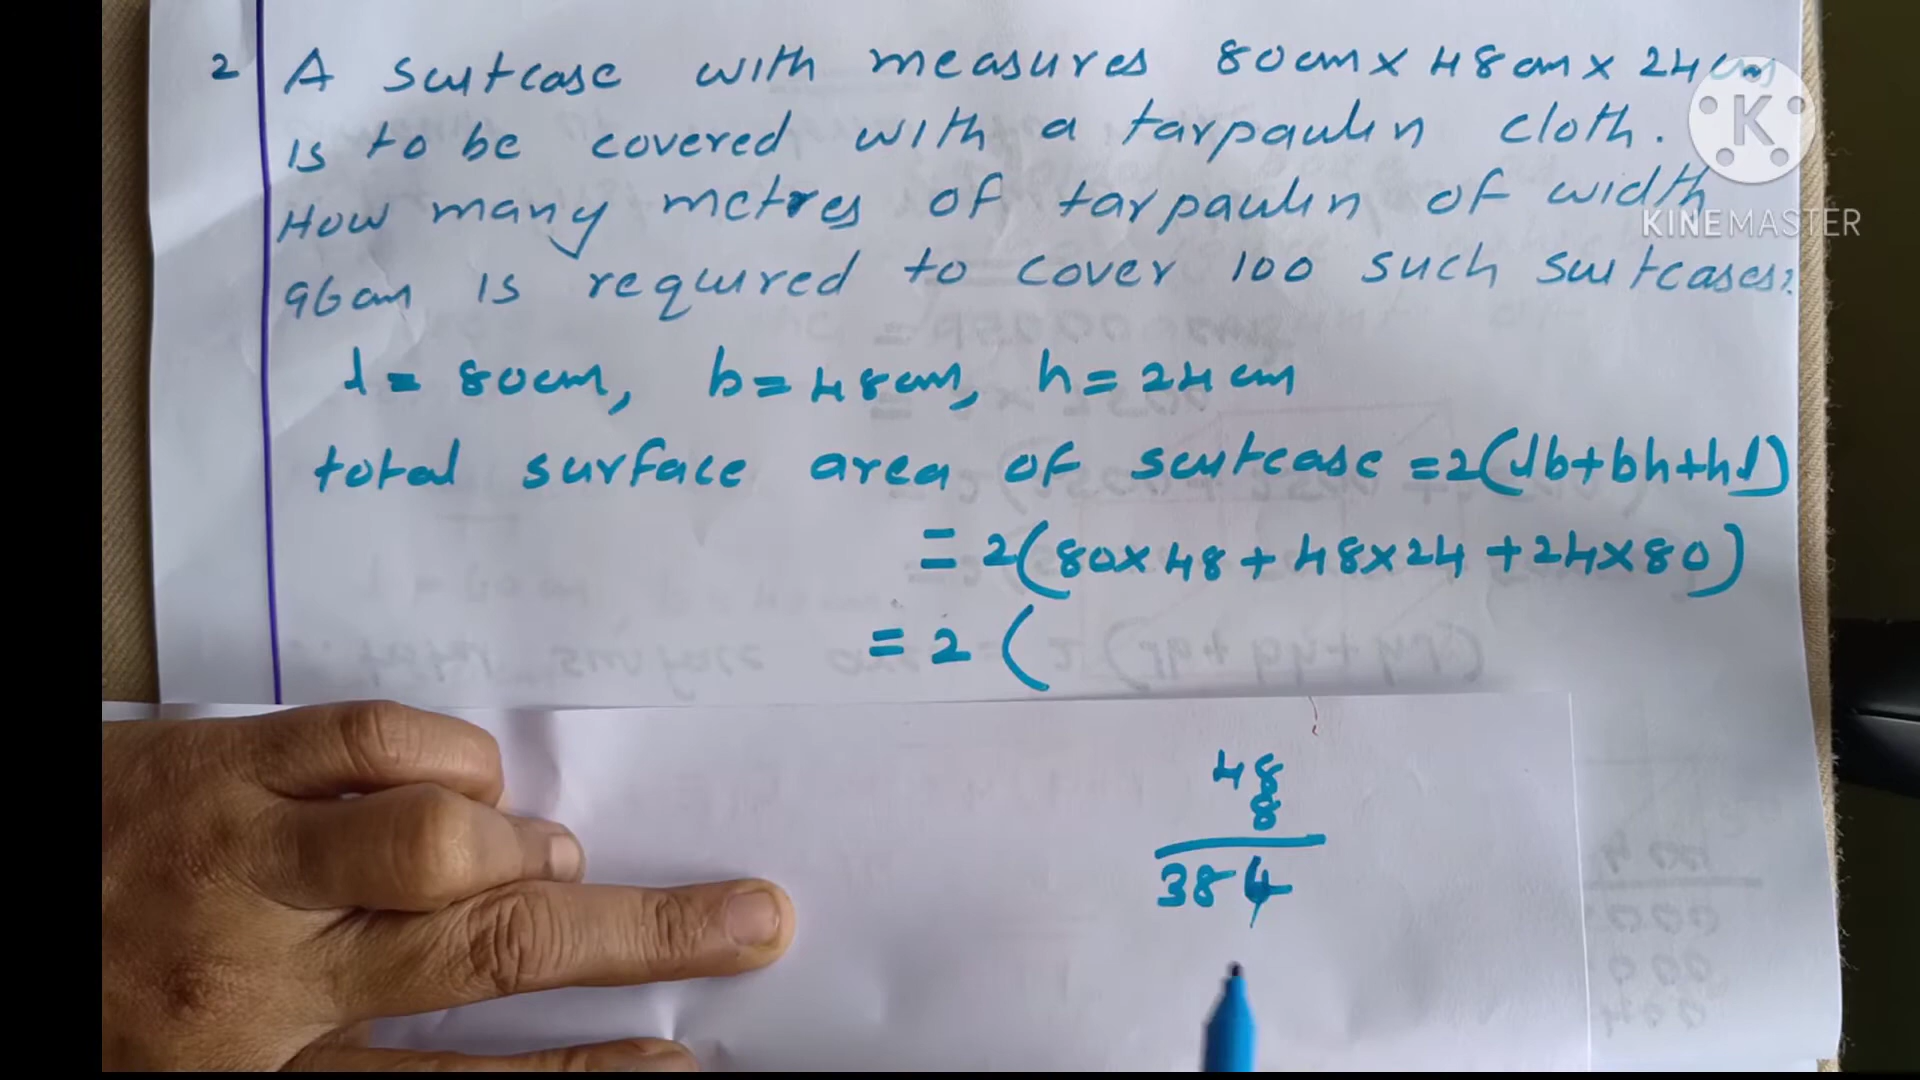 2 A suitcase with measures 80cm x 48cm x 24cm
is to be covered with a tarpaulin cloth.
How many metres of tarpaulin of width
96cm is required to cover 100 such suitcases?
K
KINEMASTER
l = 80cm, b = 48cm, h = 24cm
total surface area of suitcase = 2(lb+bh+hl)
= 2(80x48+48x24+24x80)
= 2(
48
8
384